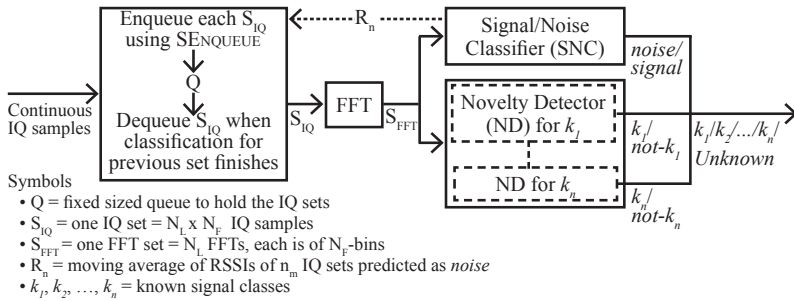 Enqueue each S_IQ
using SENQUEUE
Q
Dequeue S_IQ when
classification for
previous set finishes
Continuous
IQ samples
S_IQ
FFT
S_FFT
R_n
Signal/Noise
Classifier (SNC)
noise/
signal
Novelty Detector
(ND) for k_1
ND for k_n
k_1/
not-k_1
k_n/
not-k_n
k_1/k_2/.../k_n/
Unknown
Symbols
• Q = fixed sized queue to hold the IQ sets
• S_IQ = one IQ set = N_L x N_F IQ samples
• S_FFT = one FFT set = N_L FFTs, each is of N_F-bins
• R_n = moving average of RSSIs of n_m IQ sets predicted as noise
• k_1, k_2, ..., k_n = known signal classes